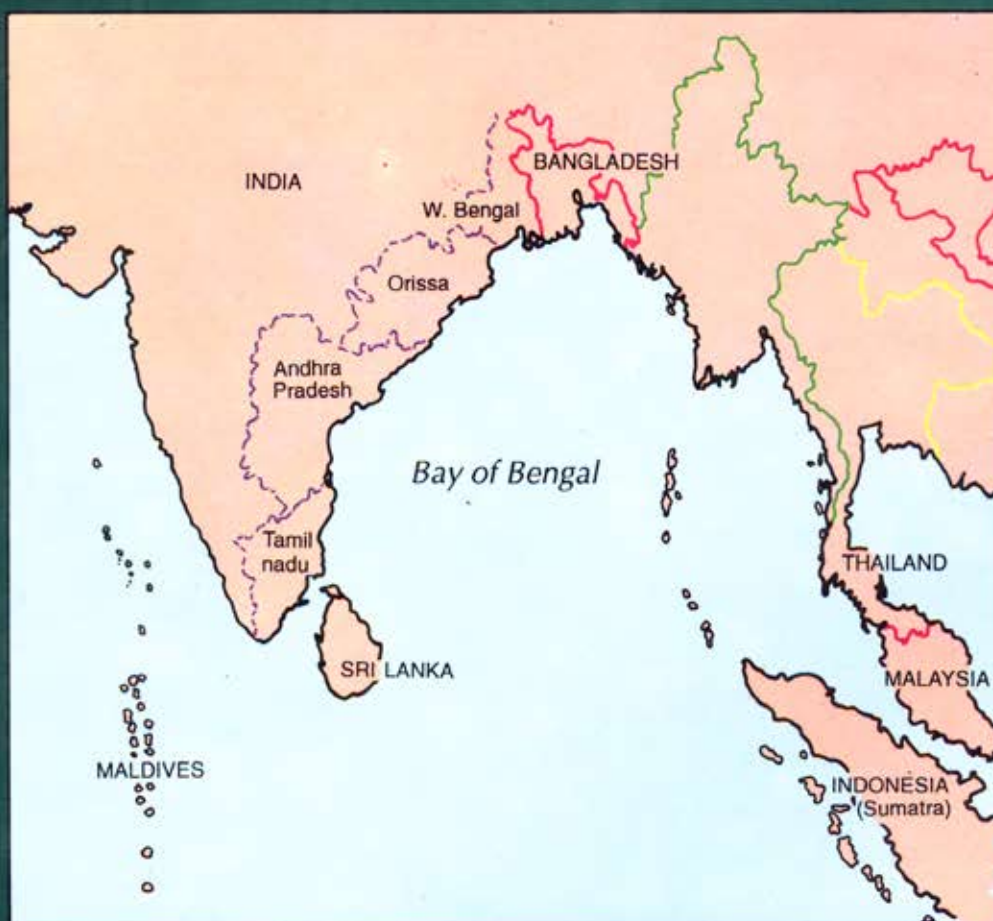 BANGLADESH
INDIA
W. Bengal
Orissa
Andhra
Pradesh
Bay of Bengal
Tamil
nadu
THAILAND
SRI LANKA
MALAYSIA
MALDIVES
INDONESIA
(Sumatra)